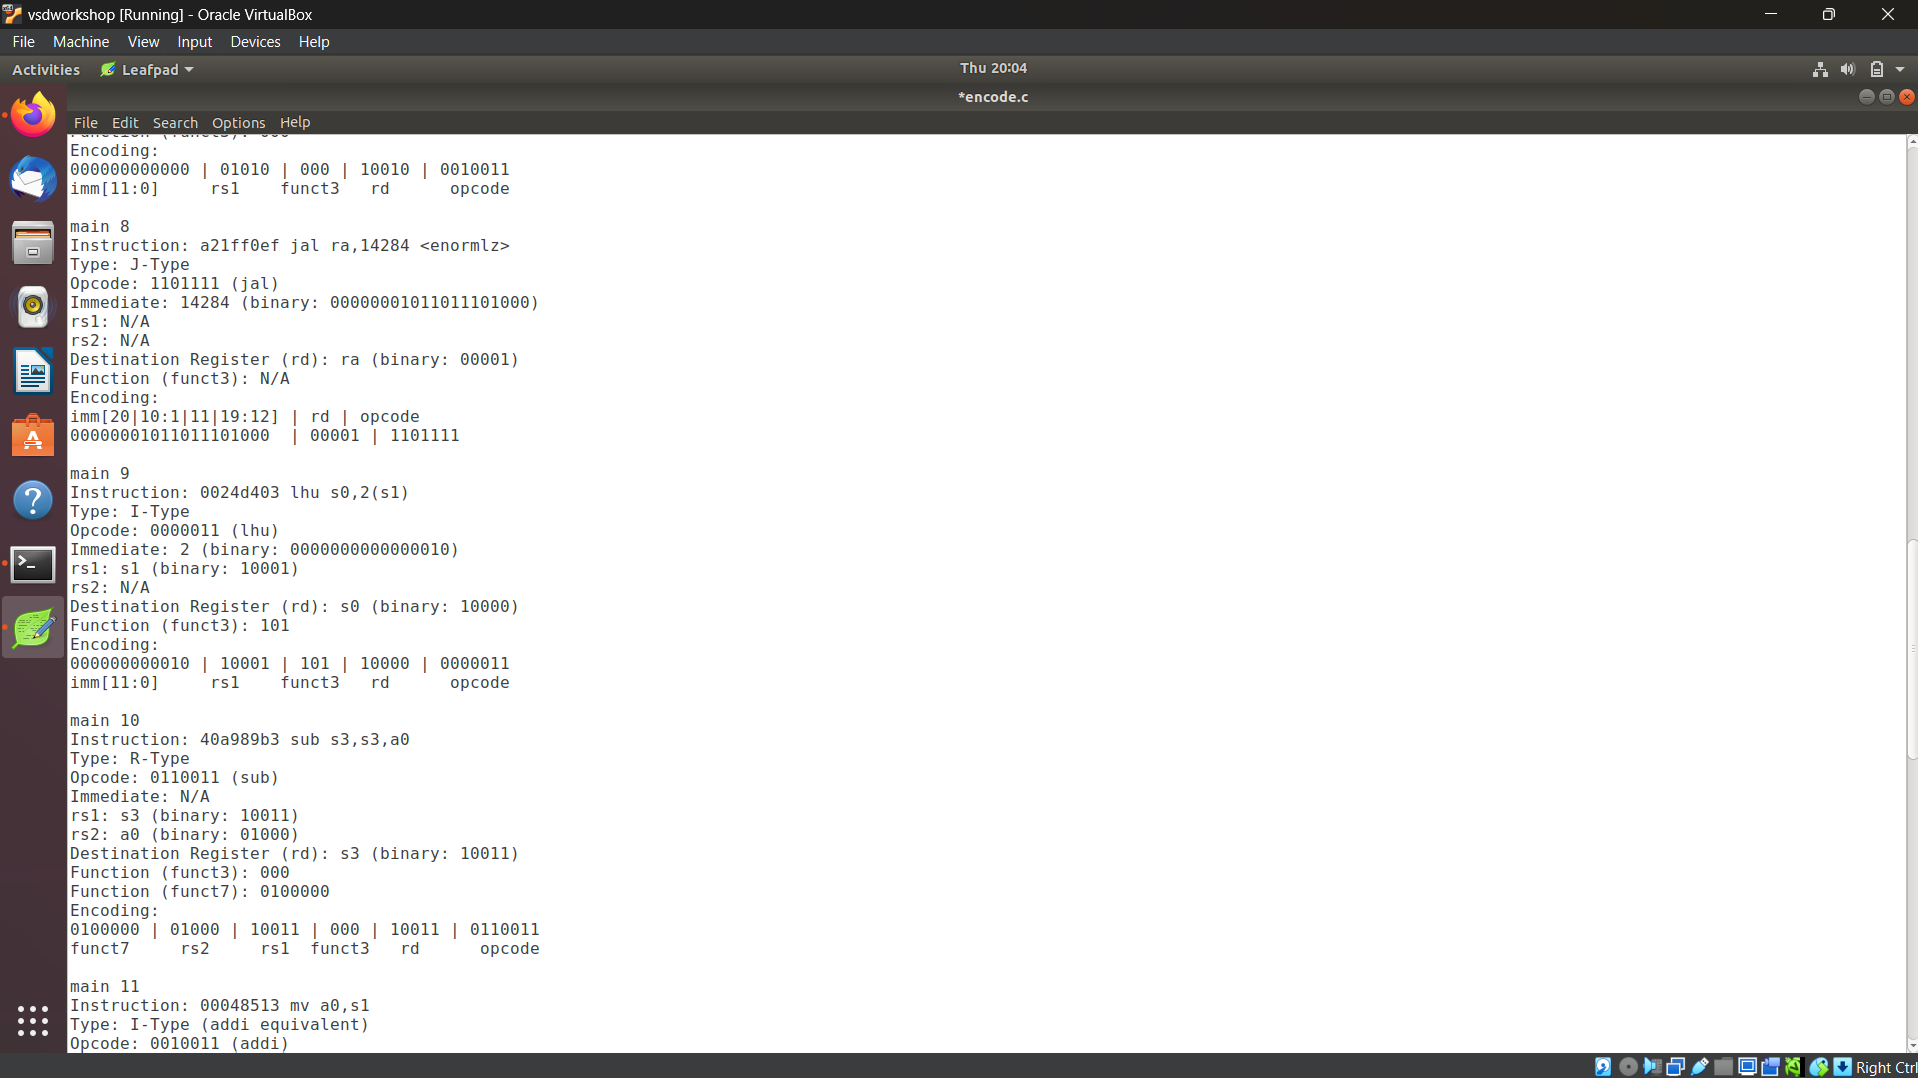 vsdworkshop [Running] - Oracle VirtualBox
File Machine View Input Devices Help
Activities Leafpad Thu 20:04
*encode.c
File Edit Search Options Help
Encoding:
000000000000 | 01010 | 000 | 10010 | 0010011
imm[11:0] rs1 funct3 rd opcode
main 8
Instruction: a21ff0ef jal ra,14284 <enormlz>
Type: J-Type
Opcode: 1101111 (jal)
Immediate: 14284 (binary: 00000001011011101000)
rs1: N/A
rs2: N/A
Destination Register (rd): ra (binary: 00001)
Function (funct3): N/A
Encoding:
imm[20|10:1|11|19:12] | rd | opcode
00000001011011101000 | 00001 | 1101111
main 9
Instruction: 0024d403 lhu s0,2(s1)
Type: I-Type
Opcode: 0000011 (lhu)
Immediate: 2 (binary: 0000000000000010)
rs1: s1 (binary: 10001)
rs2: N/A
Destination Register (rd): s0 (binary: 10000)
Function (funct3): 101
Encoding:
000000000010 | 10001 | 101 | 10000 | 0000011
imm[11:0] rs1 funct3 rd opcode
main 10
Instruction: 40a989b3 sub s3,s3,a0
Type: R-Type
Opcode: 0110011 (sub)
Immediate: N/A
rs1: s3 (binary: 10011)
rs2: a0 (binary: 01000)
Destination Register (rd): s3 (binary: 10011)
Function (funct3): 000
Function (funct7): 0100000
Encoding:
0100000 | 01000 | 10011 | 000 | 10011 | 0110011
funct7 rs2 rs1 funct3 rd opcode
main 11
Instruction: 00048513 mv a0,s1
Type: I-Type (addi equivalent)
Opcode: 0010011 (addi)
Right Ctrl